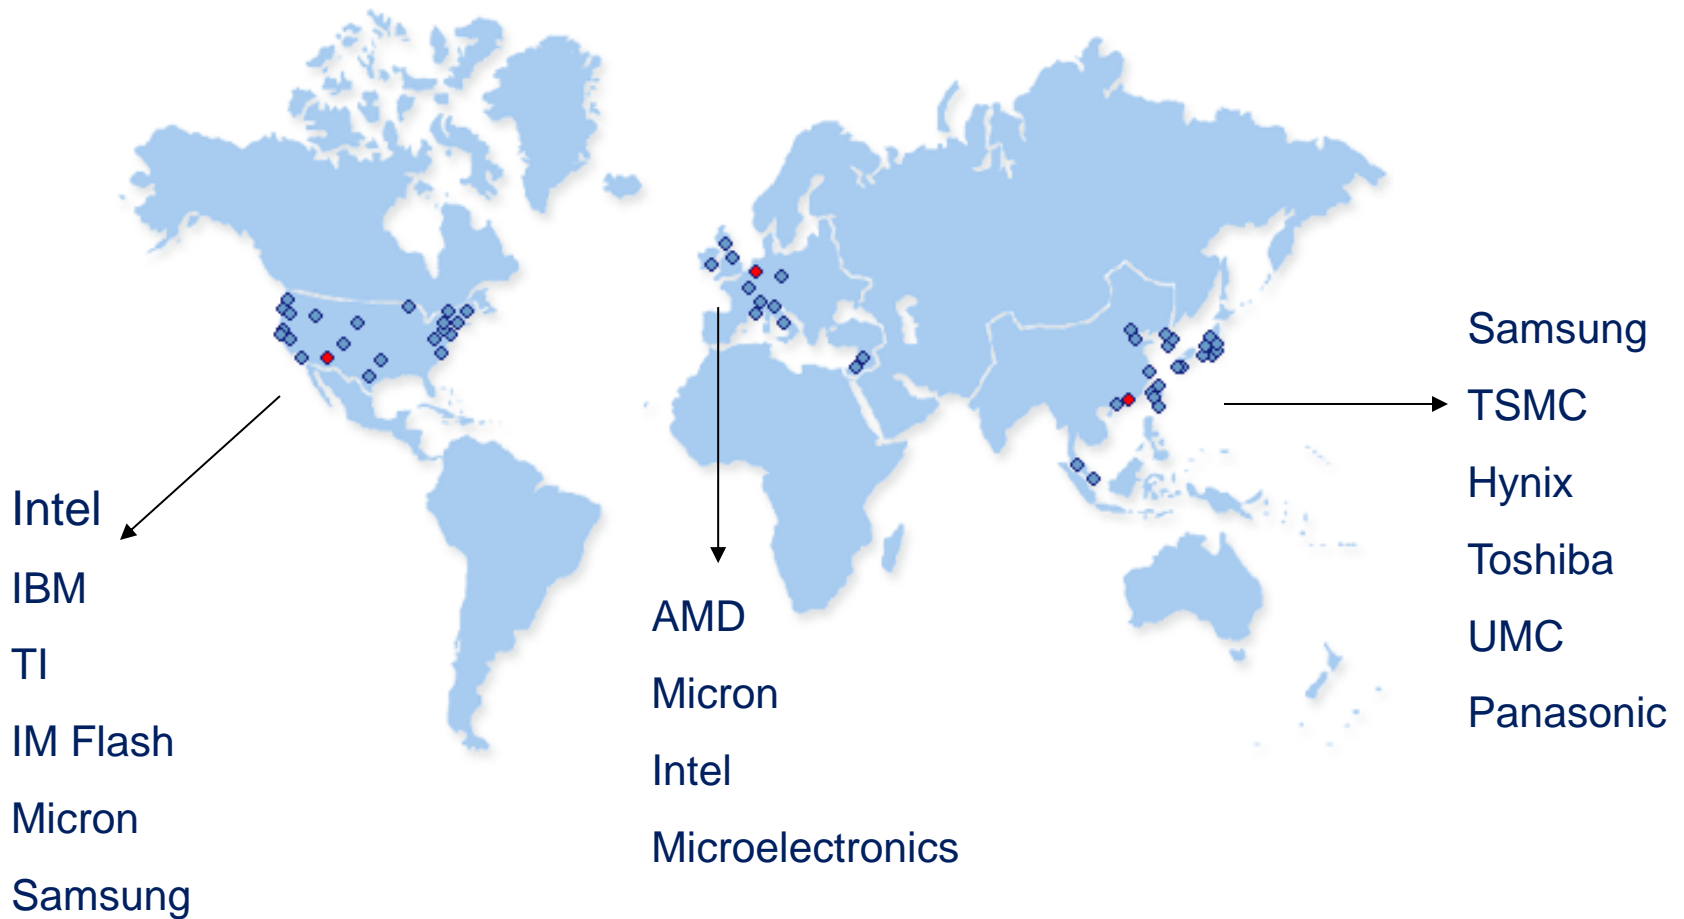 Intel
IBM
TI
IM Flash
Micron
Samsung
AMD
Micron
Intel
Microelectronics
Samsung
TSMC
Hynix
Toshiba
UMC
Panasonic